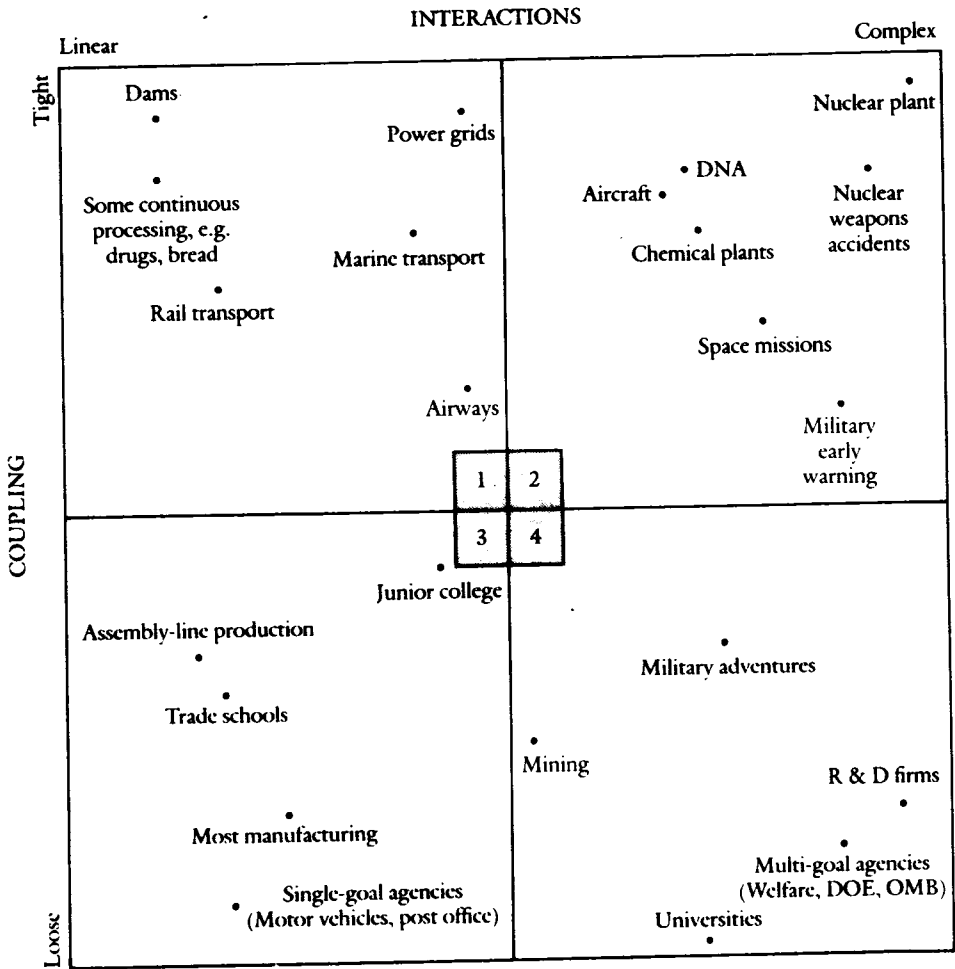 INTERACTIONS
Linear
Complex
Tight
COUPLING
Loose
Dams
Power grids
Some continuous
processing, e.g.
drugs, bread
Marine transport
Rail transport
Airways
Nuclear plant
DNA
Aircraft
Nuclear
weapons
accidents
Chemical plants
Space missions
Military
early
warning
1 2
3 4
Junior college
Assembly-line production
Trade schools
Most manufacturing
Single-goal agencies
(Motor vehicles, post office)
Military adventures
Mining
R & D firms
Multi-goal agencies
(Welfare, DOE, OMB)
Universities